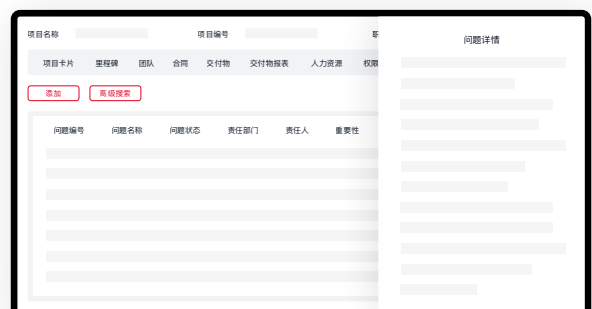 项目名称 项目编号 职
项目卡片 里程碑 团队 合同 交付物 交付物报表 人力资源 权限
添加 高级搜索
问题编号 问题名称 问题状态 责任部门 责任人 重要性
问题详情